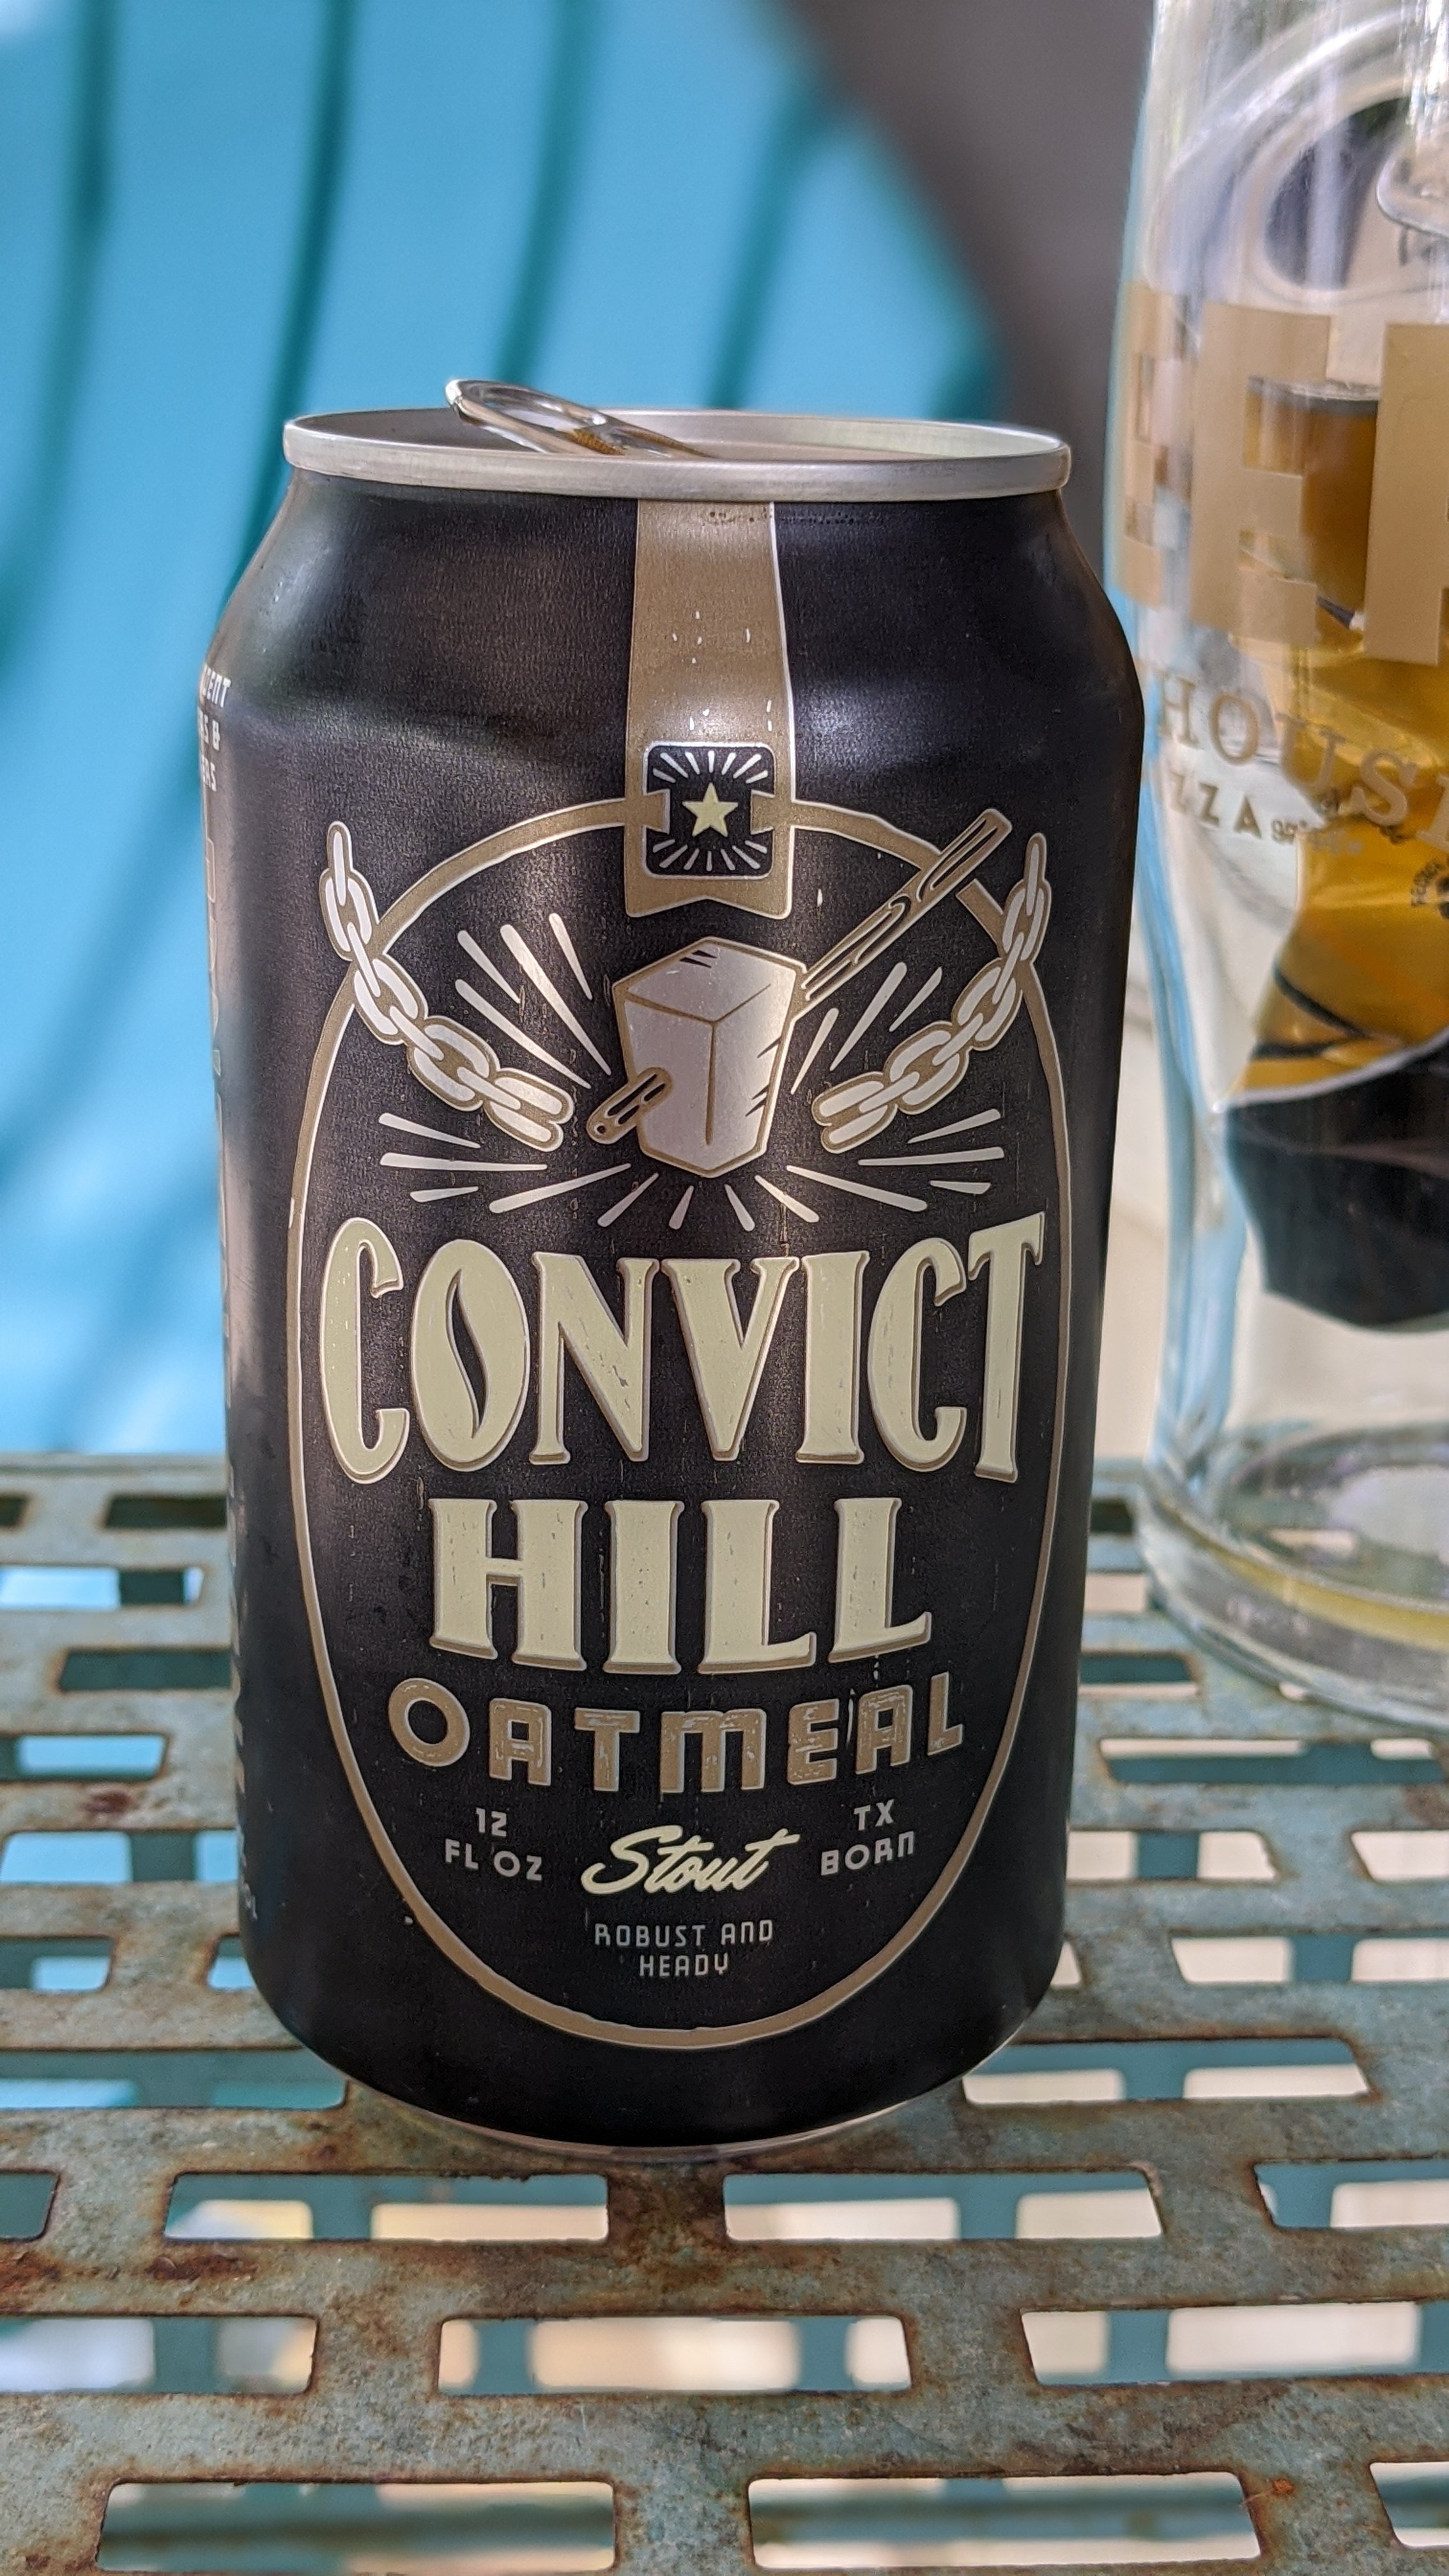 CONVICT
HILL
OATMEAL
12
FL OZ
Stout
TX
BORN
ROBUST AND
HEADY
HOUS
ZZA